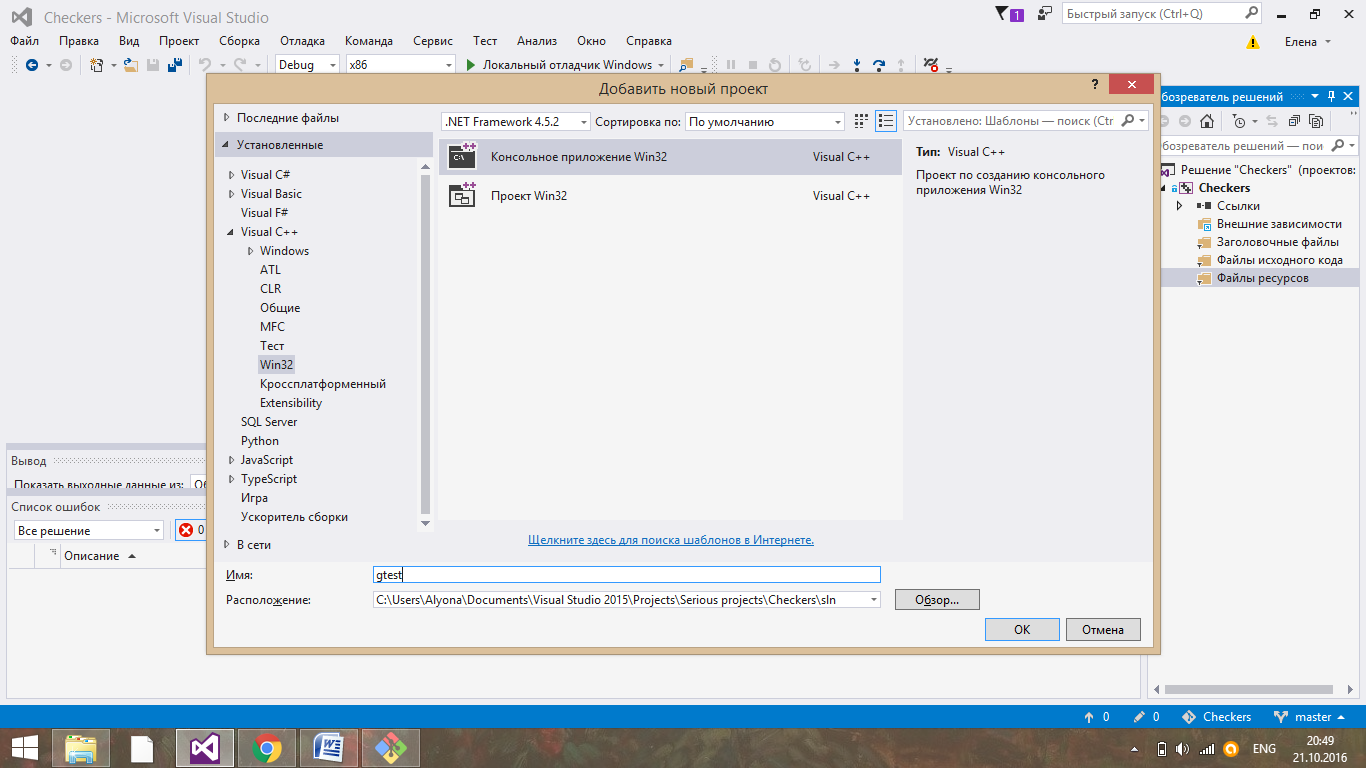 Checkers - Microsoft Visual Studio
1
Быстрый запуск (Ctrl+Q)
Файл Правка Вид Проект Сборка Отладка Команда Сервис Тест Анализ Окно Справка
Елена
Debug x86 Локальный отладчик Windows
Добавить новый проект
?
Последние файлы
Установленные
Visual C#
Visual Basic
Visual F#
Visual C++
Windows
ATL
CLR
Общие
MFC
Тест
Win32
Кроссплатформенный
Extensibility
SQL Server
Python
JavaScript
TypeScript
Игра
Ускоритель сборки
В сети
.NET Framework 4.5.2 Сортировка по: По умолчанию
Установлено: Шаблоны — поиск (Ctr
Консольное приложение Win32 Visual C++
Проект Win32 Visual C++
Тип: Visual C++
Проект по созданию консольного
приложения Win32
Щелкните здесь для поиска шаблонов в Интернете.
Имя: gtest
Расположение: C:\Users\Alyona\Documents\Visual Studio 2015\Projects\Serious projects\Checkers\sln
Обзор...
OK Отмена
бозреватель решений
бозреватель решений — пои
Решение "Checkers" (проектов:
Checkers
Ссылки
Внешние зависимости
Заголовочные файлы
Файлы исходного кода
Файлы ресурсов
Вывод
Показать выходные данные из: Об
Список ошибок
Все решение
0
Описание
0 0 Checkers master
ENG
20:49
21.10.2016